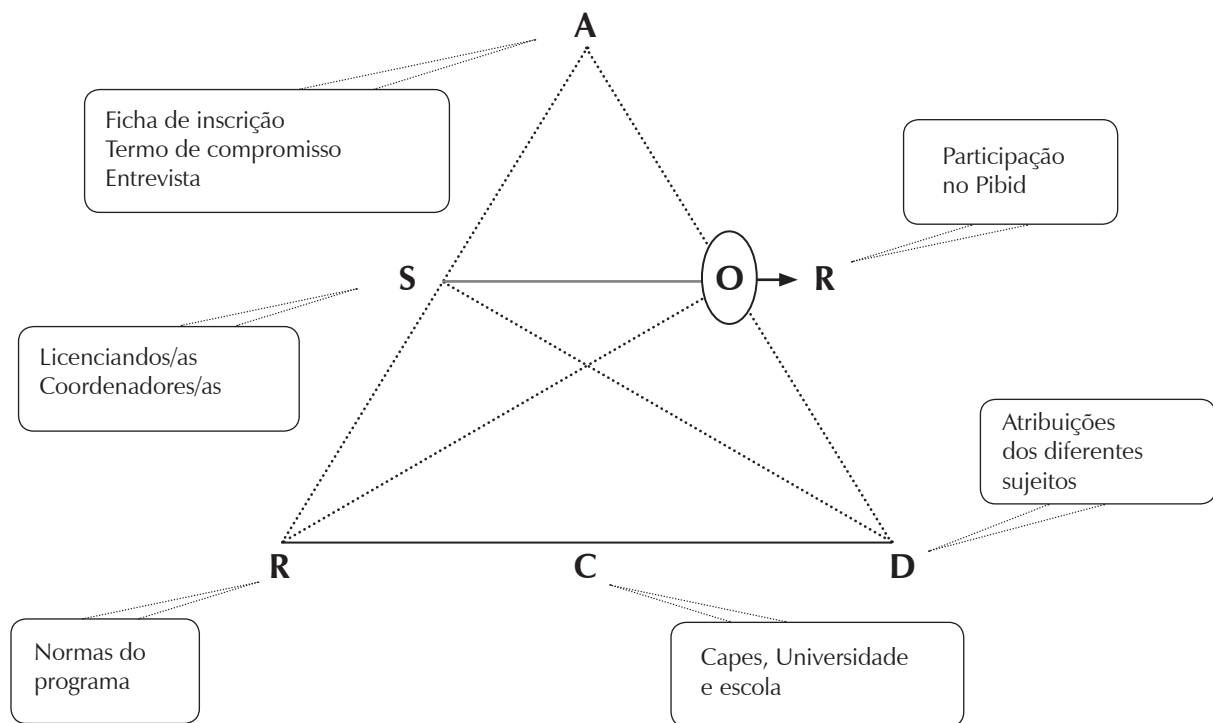 A
Ficha de inscrição
Termo de compromisso
Entrevista
Participação
no Pibid
S
O
R
Licenciandos/as
Coordenadores/as
Atribuições
dos diferentes
sujeitos
R
C
D
Normas do
programa
Capes, Universidade
e escola